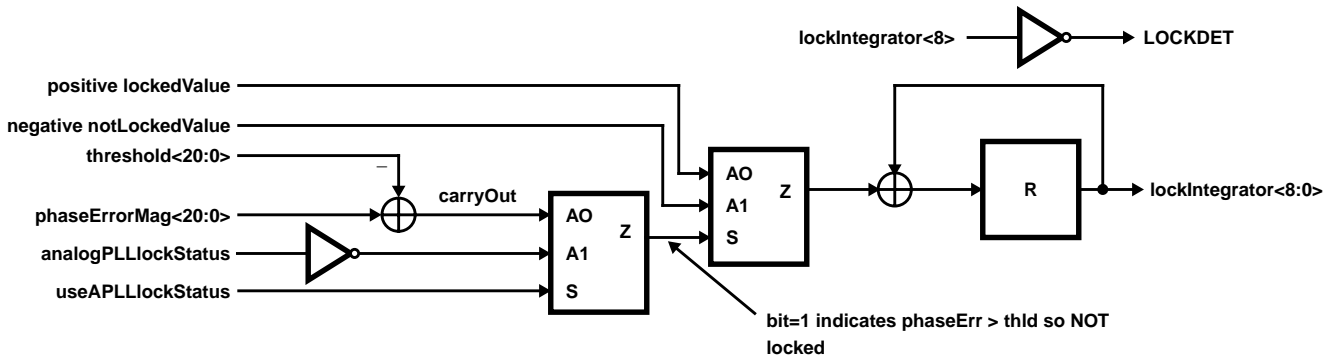 lockIntegrator<8>
LOCKDET
positive lockedValue
negative notLockedValue
threshold<20:0>
–
carryOut
phaseErrorMag<20:0>
analogPLLlockStatus
useAPLLlockStatus
AO
A1
S
Z
AO
A1
S
Z
R
lockIntegrator<8:0>
bit=1 indicates phaseErr > thld so NOT
locked